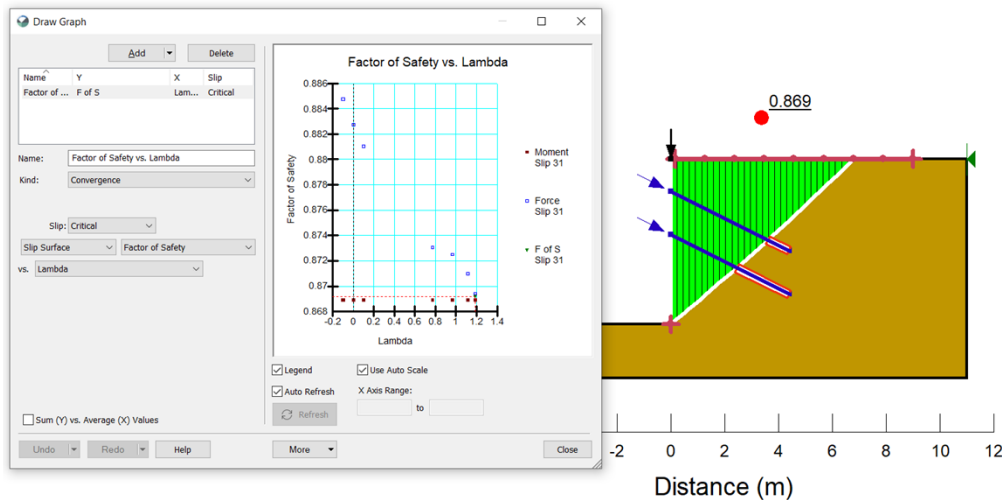 Draw Graph
Add
Delete
Name Y X Slip
Factor of ... F of S Lam... Critical
Name: Factor of Safety vs. Lambda
Kind: Convergence
Slip: Critical
Slip Surface Factor of Safety
vs. Lambda
Sum (Y) vs. Average (X) Values
Undo
Redo
Help
Factor of Safety vs. Lambda
Factor of Safety
0.886
0.884
0.882
0.88
0.878
0.876
0.874
0.872
0.87
0.868
-0.2 0 0.2 0.4 0.6 0.8 1 1.2 1.4
Lambda
Moment
Slip 31
Force
Slip 31
F of S
Slip 31
Legend
Use Auto Scale
Auto Refresh
X Axis Range:
Refresh
to
More
Close
0.869
-2 0 2 4 6 8 10 12
Distance (m)